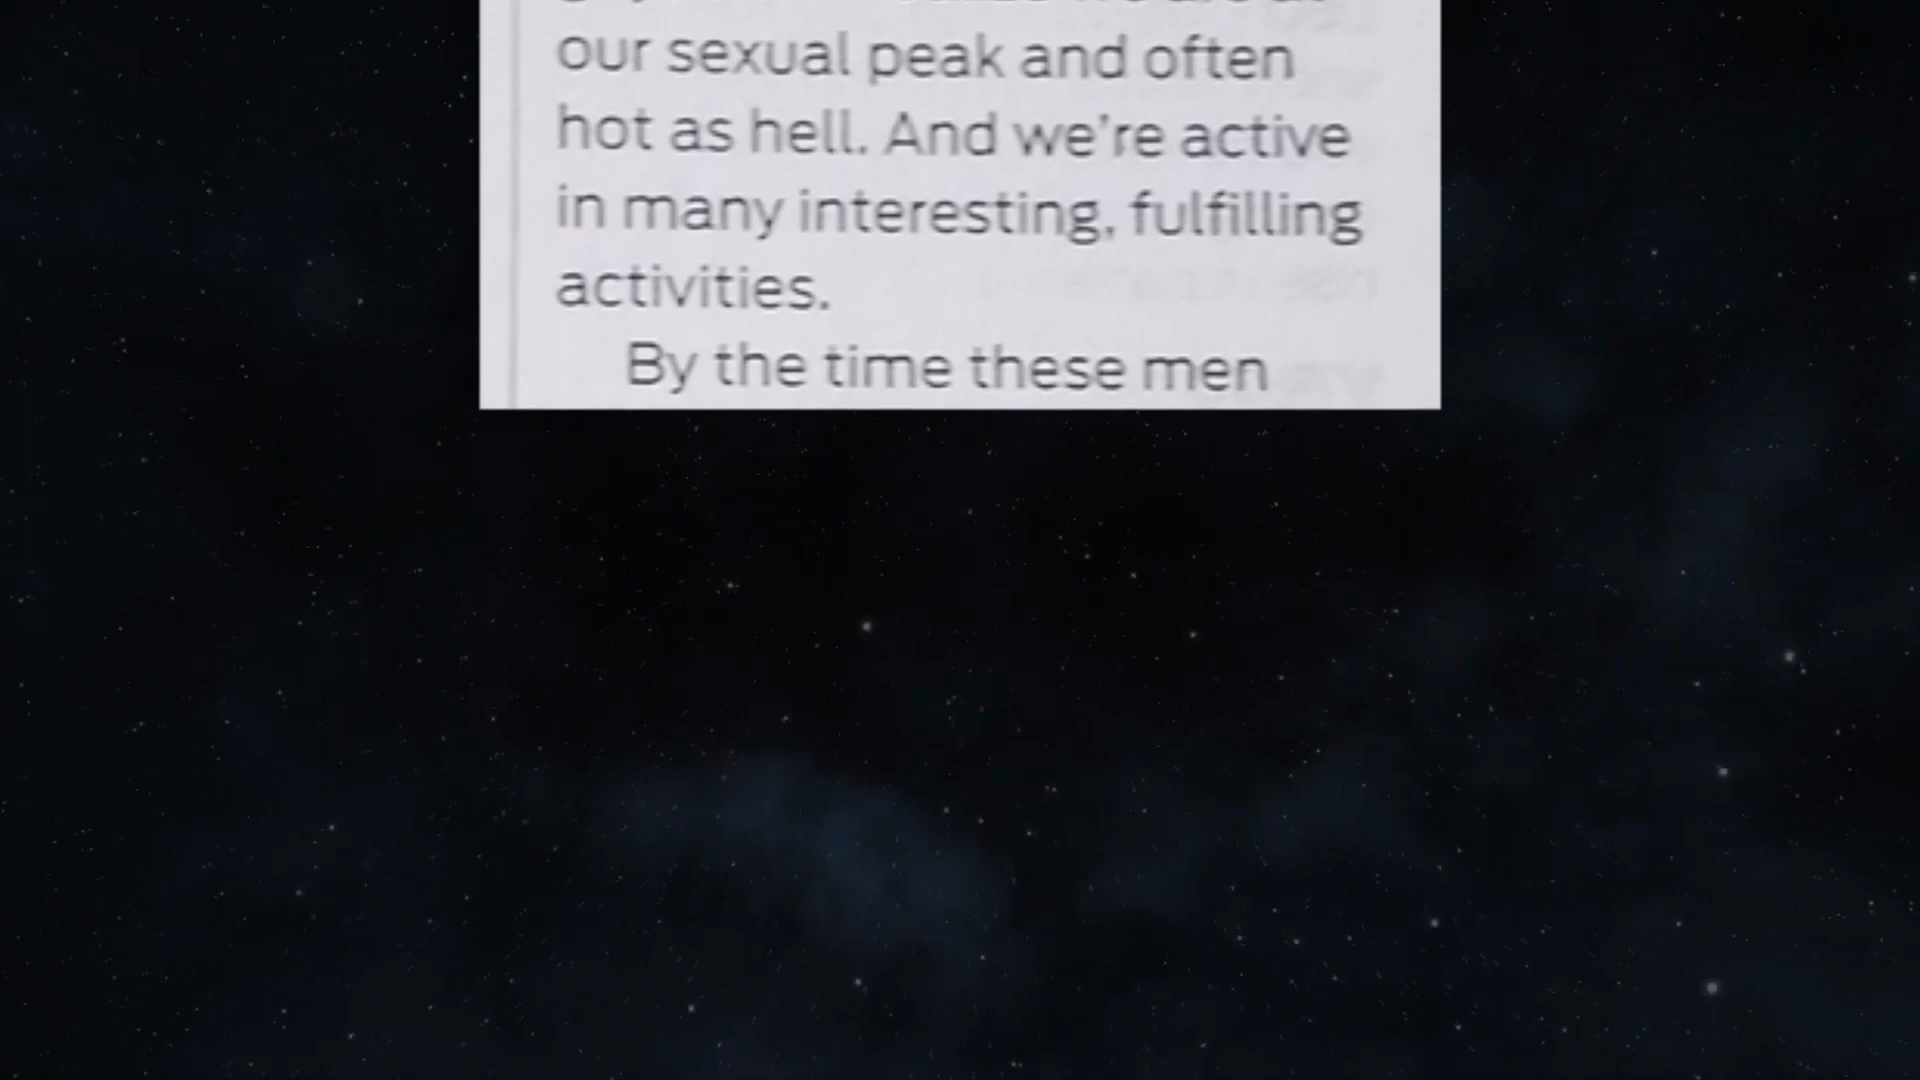 our sexual peak and often
hot as hell. And we're active
in many interesting, fulfilling
activities.
By the time these men